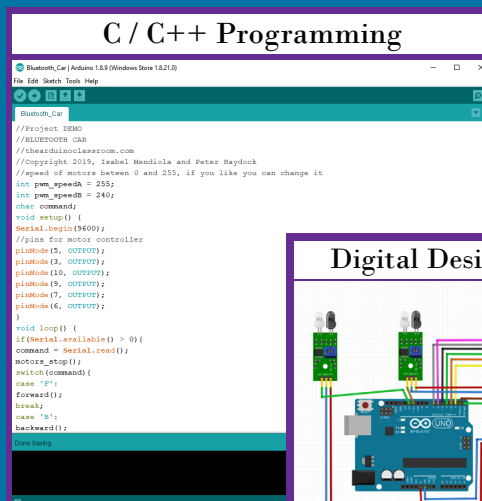 C / C++ Programming
Bluetooth_Car | Arduino 1.8.9 (Windows Store 1.8.21.0)
File Edit Sketch Tools Help
Bluetooth_Car
//Project DEMO
//BLUETOOTH CAR
//thearduinoclassroom.com
//Copyright 2019, Isabel Mendiola and Peter Haydock
//speed of motors betwen 0 and 255, if you like you can change it
int pwm_speedA = 255;
int pwm_speedB = 240;
char command;
void setup() {
Serial.begin(9600);
//pins for motor controller
pinMode(5, OUTPUT);
pinMode(3, OUTPUT);
pinMode(10, OUTPUT);
pinMode(9, OUTPUT);
pinMode(7, OUTPUT);
pinMode(6, OUTPUT);
}
void loop() {
if(Serial.available() > 0){
command = Serial.read();
motors_stop();
switch(command){
case 'F':
forward();
break;
case 'B':
backward();
Done Saving.
Digital Desi
UNO